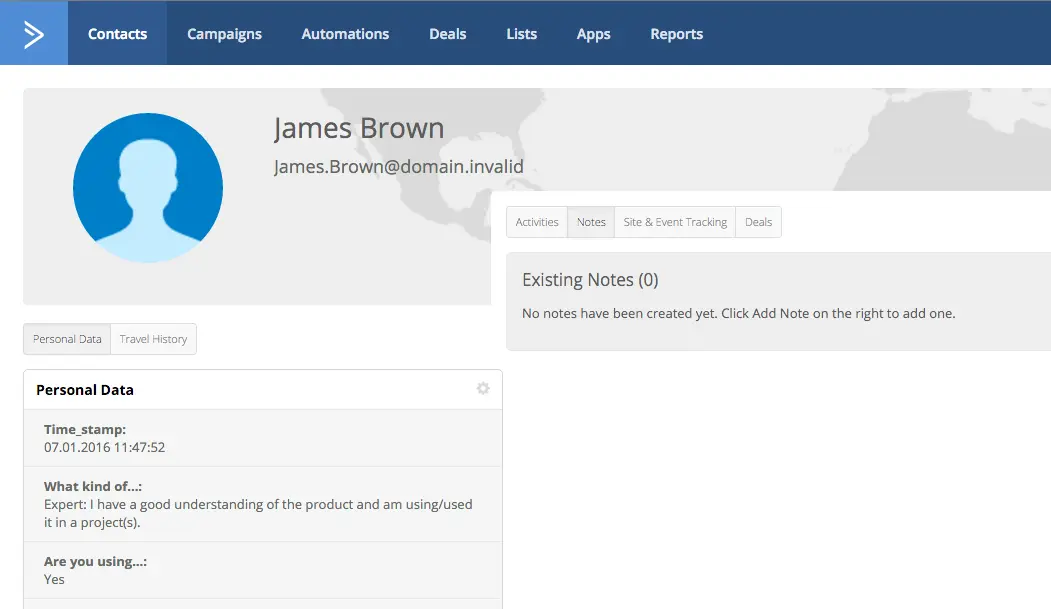 Contacts Campaigns Automations Deals Lists Apps Reports
James Brown
James.Brown@domain.invalid
Activities Notes Site & Event Tracking Deals
Existing Notes (0)
No notes have been created yet. Click Add Note on the right to add one.
Personal Data Travel History
Personal Data
Time_stamp:
07.01.2016 11:47:52
What kind of...:
Expert: I have a good understanding of the product and am using/used
it in a project(s).
Are you using...:
Yes